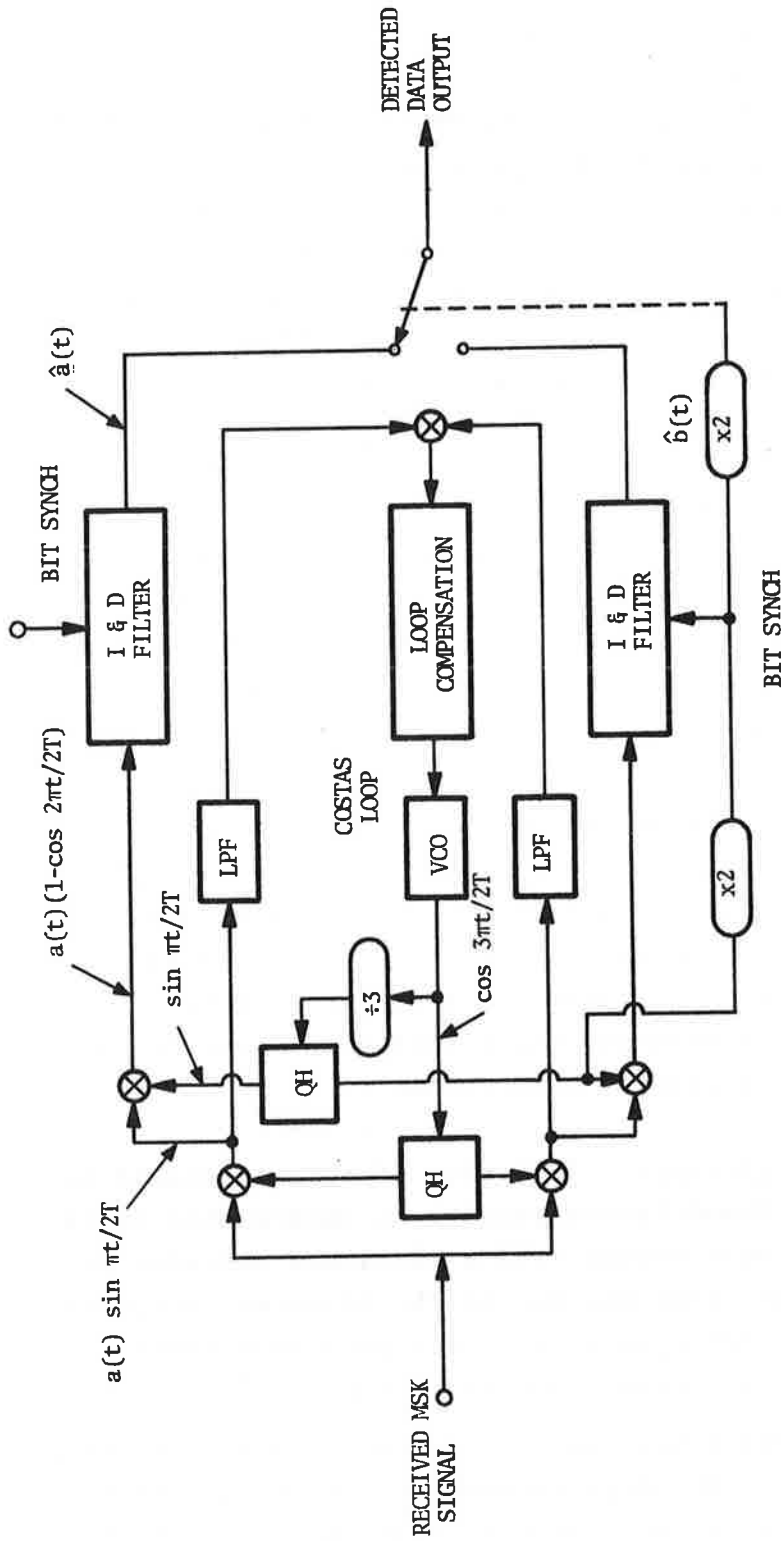 â(t)
BIT SYNCH
I & D
FILTER
a(t)(1-cos 2πt/2T)
sin πt/2T
a(t) sin πt/2T
LPF
DETECTED
DATA
OUTPUT
LOOP
COMPENSATION
COSTAS
LOOP
VCO
÷3
cos 3πt/2T
QH
QH
RECEIVED MSK
SIGNAL
LPF
I & D
FILTER
b̂(t)
x2
x2
BIT SYNCH